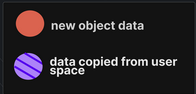 new object data
data copied from user
space